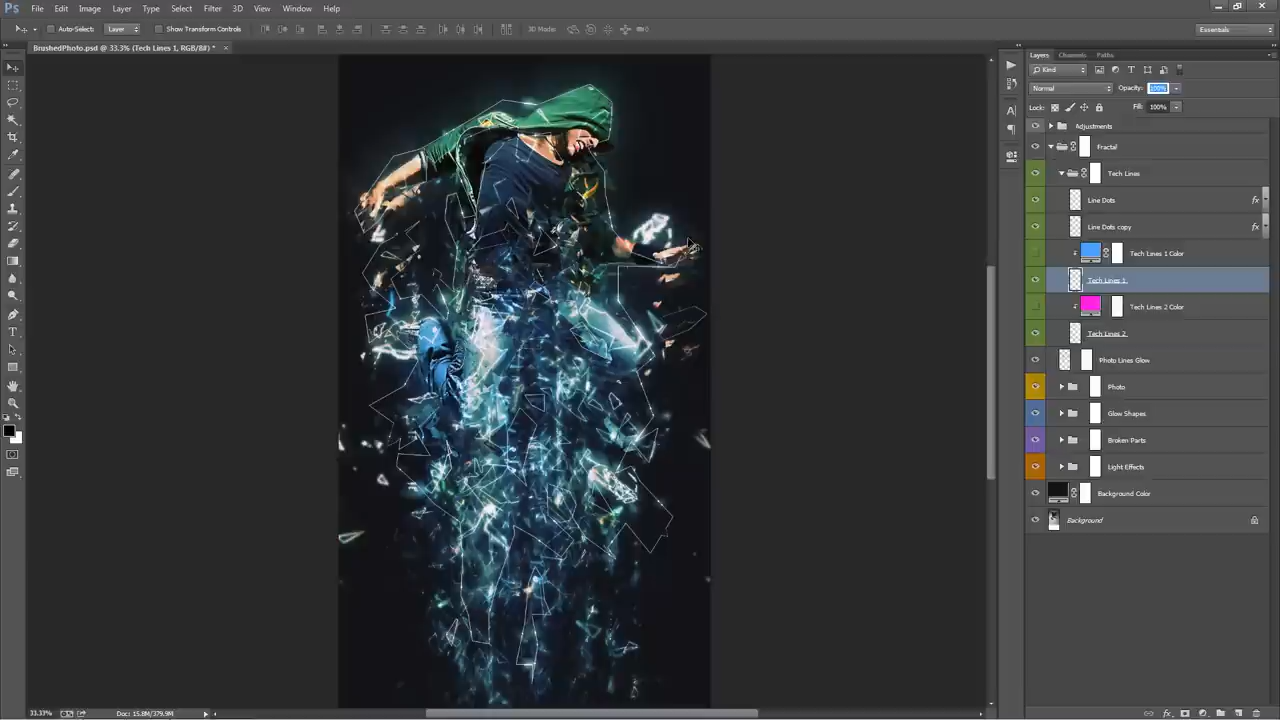 Ps File Edit Image Layer Type Select Filter 3D View Window Help
Auto-Select: Layer Show Transform Controls 3D Mode: Essentials
BrushedPhoto.psd @ 33.3% (Tech Lines 1, RGB/8#) * ×
Layers Channels Paths
Kind
Normal Opacity: 100%
Lock: Fill: 100%
Adjustments
Fractal
Tech Lines
Line Dots fx
Line Dots copy fx
Tech Lines 1 Color
Tech Lines 1
Tech Lines 2 Color
Tech Lines 2
Photo Lines Glow
Photo
Glow Shapes
Broken Parts
Light Effects
Background Color
Background
33.33% Doc: 15.8M/379.9M